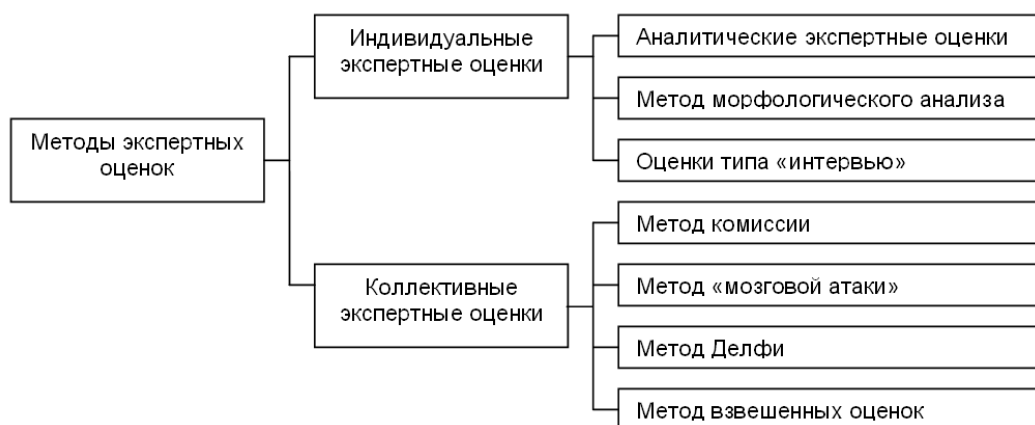 Методы экспертных
оценок
Индивидуальные
экспертные оценки
Аналитические экспертные оценки
Метод морфологического анализа
Оценки типа «интервью»
Коллективные
экспертные оценки
Метод комиссии
Метод «мозговой атаки»
Метод Делфи
Метод взвешенных оценок